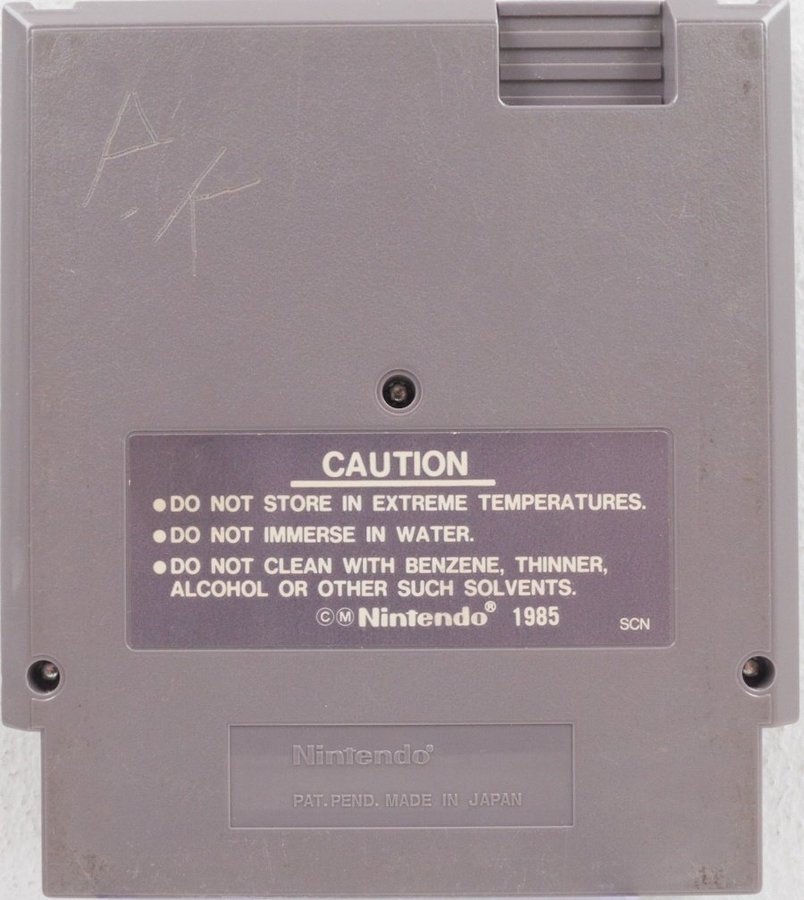 A.K
CAUTION
●DO NOT STORE IN EXTREME TEMPERATURES.
●DO NOT IMMERSE IN WATER.
●DO NOT CLEAN WITH BENZENE, THINNER,
ALCOHOL OR OTHER SUCH SOLVENTS.
ⒸⓂNintendo® 1985
SCN
Nintendo®
PAT.PEND. MADE IN JAPAN